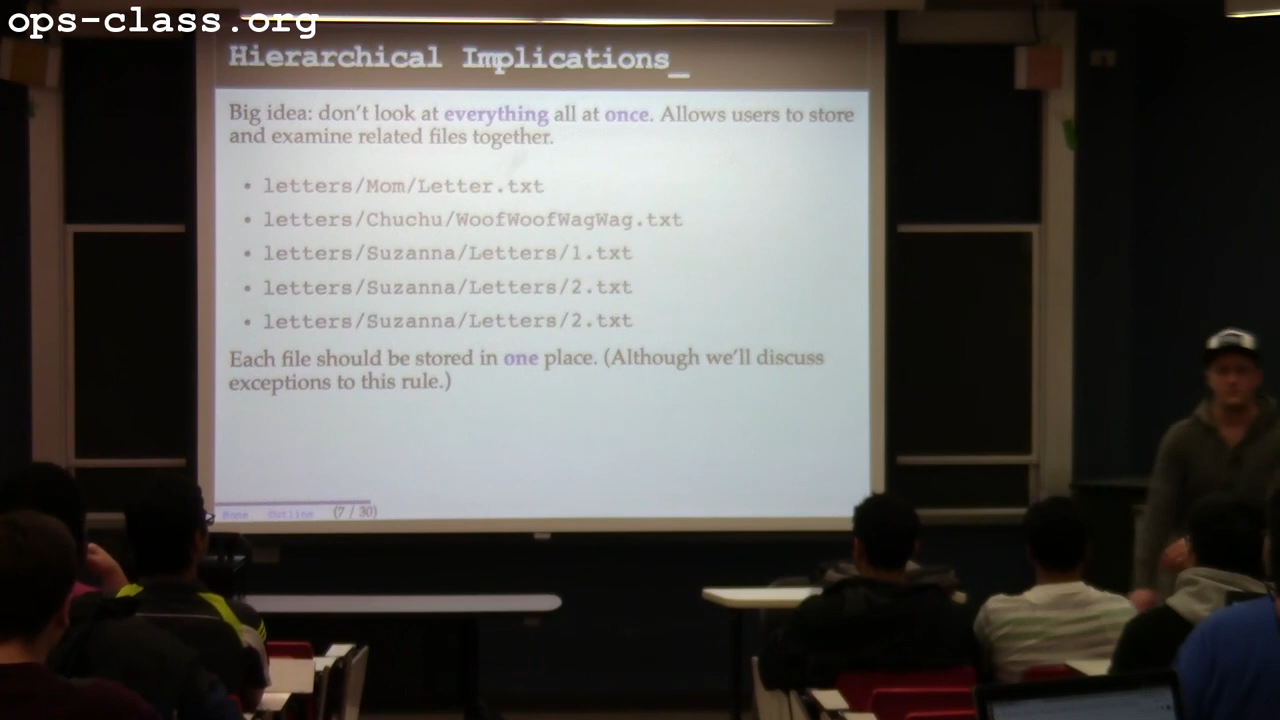 ops-class.org
Hierarchical Implications_
Big idea: don't look at everything all at once. Allows users to store
and examine related files together.
• letters/Mom/Letter.txt
• letters/Chuchu/WoofWoofWagWag.txt
• letters/Suzanna/Letters/1.txt
• letters/Suzanna/Letters/2.txt
• letters/Suzanna/Letters/2.txt
Each file should be stored in one place. (Although we'll discuss
exceptions to this rule.)
Home Outline (7 / 30)